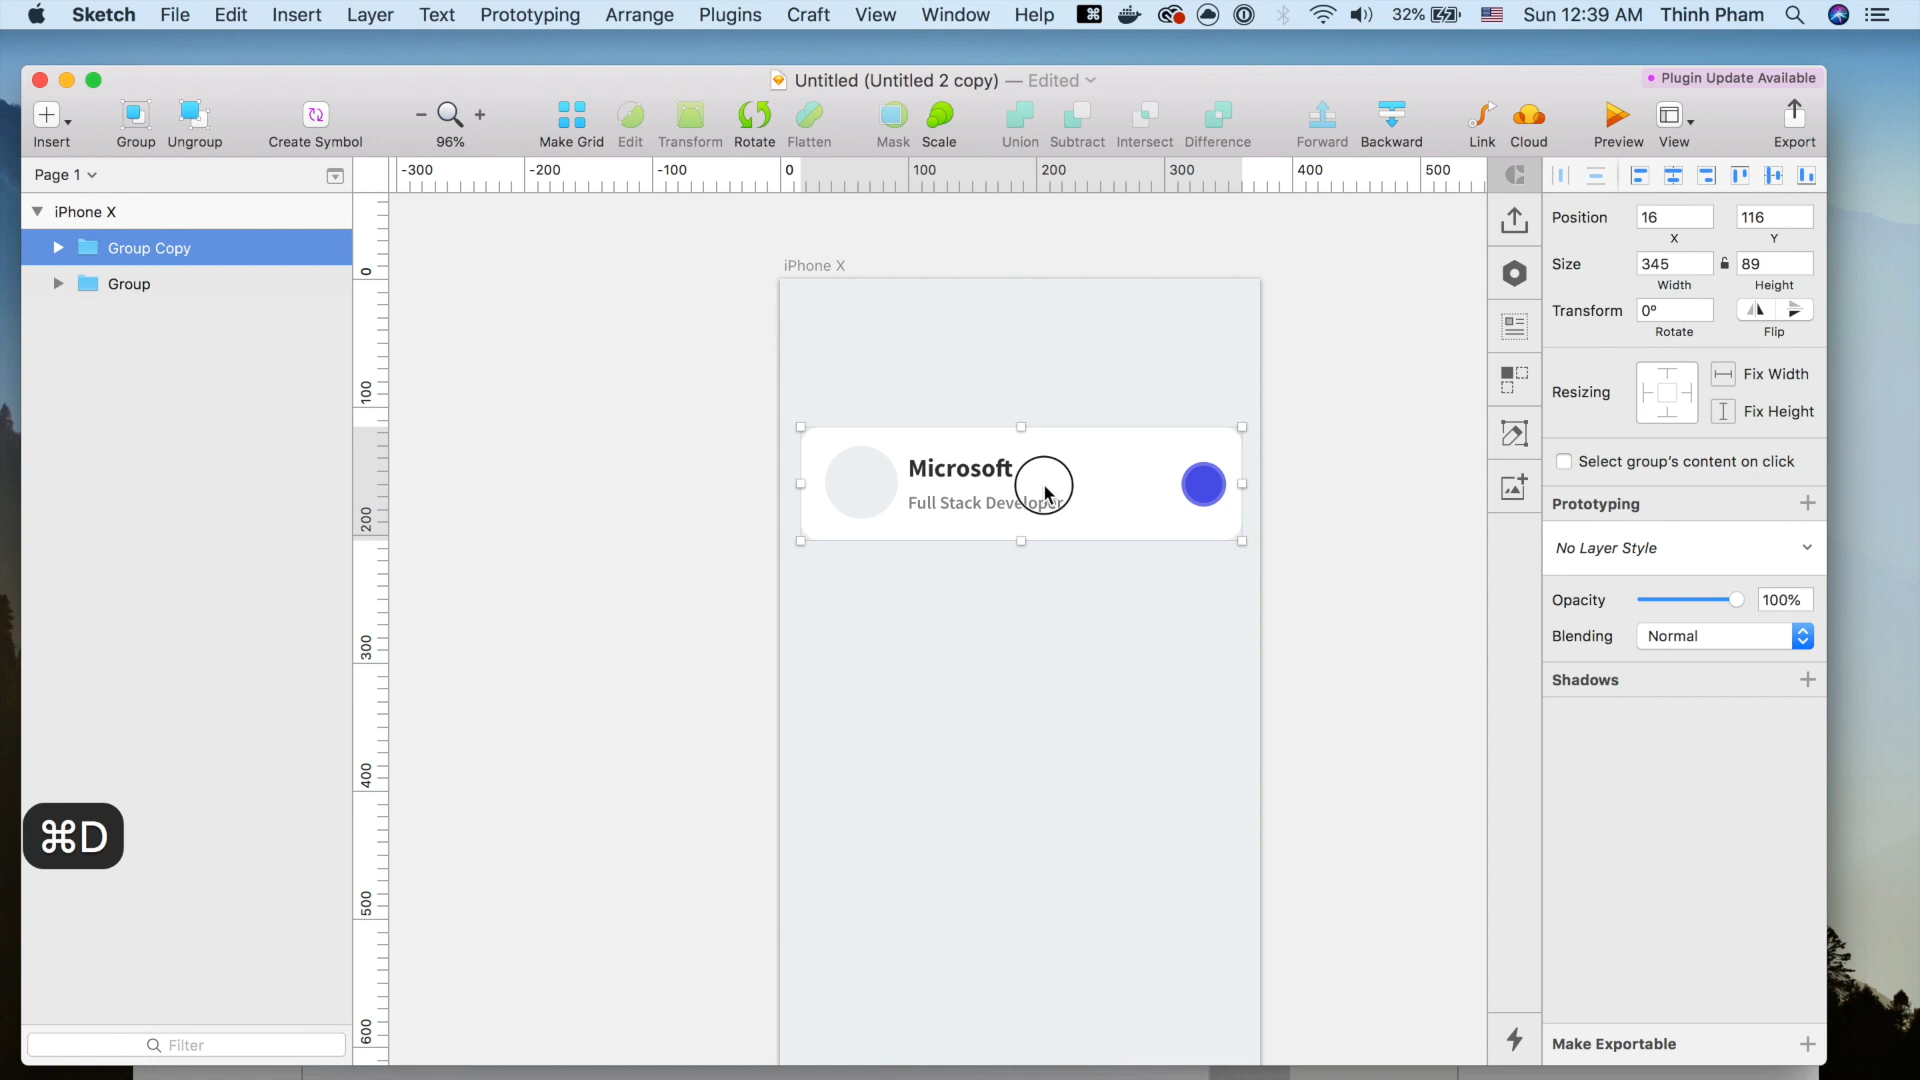 Sketch File Edit Insert Layer Text Prototyping Arrange Plugins Craft View Window Help 32% Sun 12:39 AM Thinh Pham
Untitled (Untitled 2 copy) — Edited
Plugin Update Available
Insert Group Ungroup Create Symbol 96% Make Grid Edit Transform Rotate Flatten Mask Scale Union Subtract Intersect Difference Forward Backward Link Cloud Preview View Export
Page 1
-300 -200 -100 0 100 200 300 400 500
iPhone X
Group Copy
Group
0
100
200
300
400
500
600
iPhone X
Microsoft
Full Stack Developer
⌘D
Filter
Position 16 116
X Y
Size 345 89
Width Height
Transform 0º
Rotate Flip
Resizing
Fix Width
Fix Height
Select group's content on click
Prototyping
No Layer Style
Opacity 100%
Blending Normal
Shadows
Make Exportable